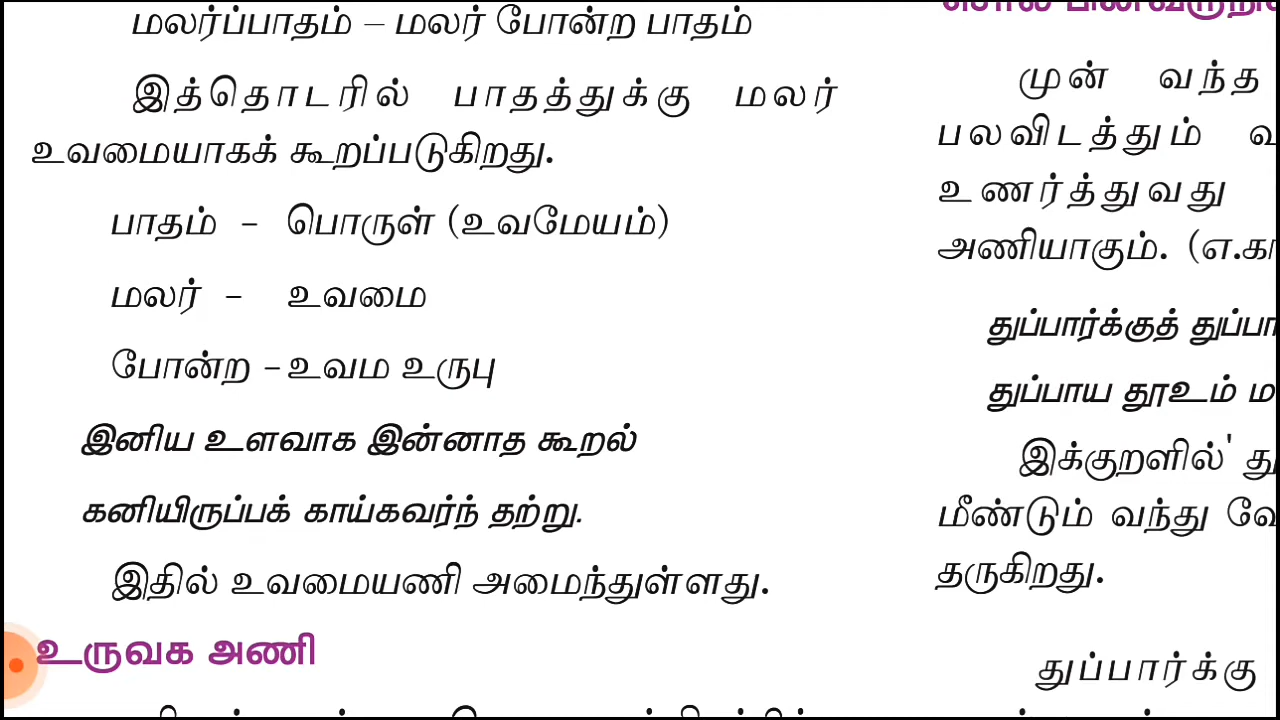 மலர்ப்பாதம் – மலர் போன்ற பாதம்
இத்தொடரில் பாதத்துக்கு மலர்
உவமையாகக் கூறப்படுகிறது.
பாதம் - பொருள் (உவமேயம்)
மலர் - உவமை
போன்ற - உவம உருபு
இனிய உளவாக இன்னாத கூறல்
கனியிருப்பக் காய்கவர்ந் தற்று.
இதில் உவமையணி அமைந்துள்ளது.
உருவக அணி
முன் வந்த
பலவிடத்தும்
உணர்த்துவது
அணியாகும். (எ.கா
துப்பார்க்குத் துப்பா
துப்பாய தூஉம் ம
இக்குறளில்' து
மீண்டும் வந்து வே
தருகிறது.
துப்பார்க்கு